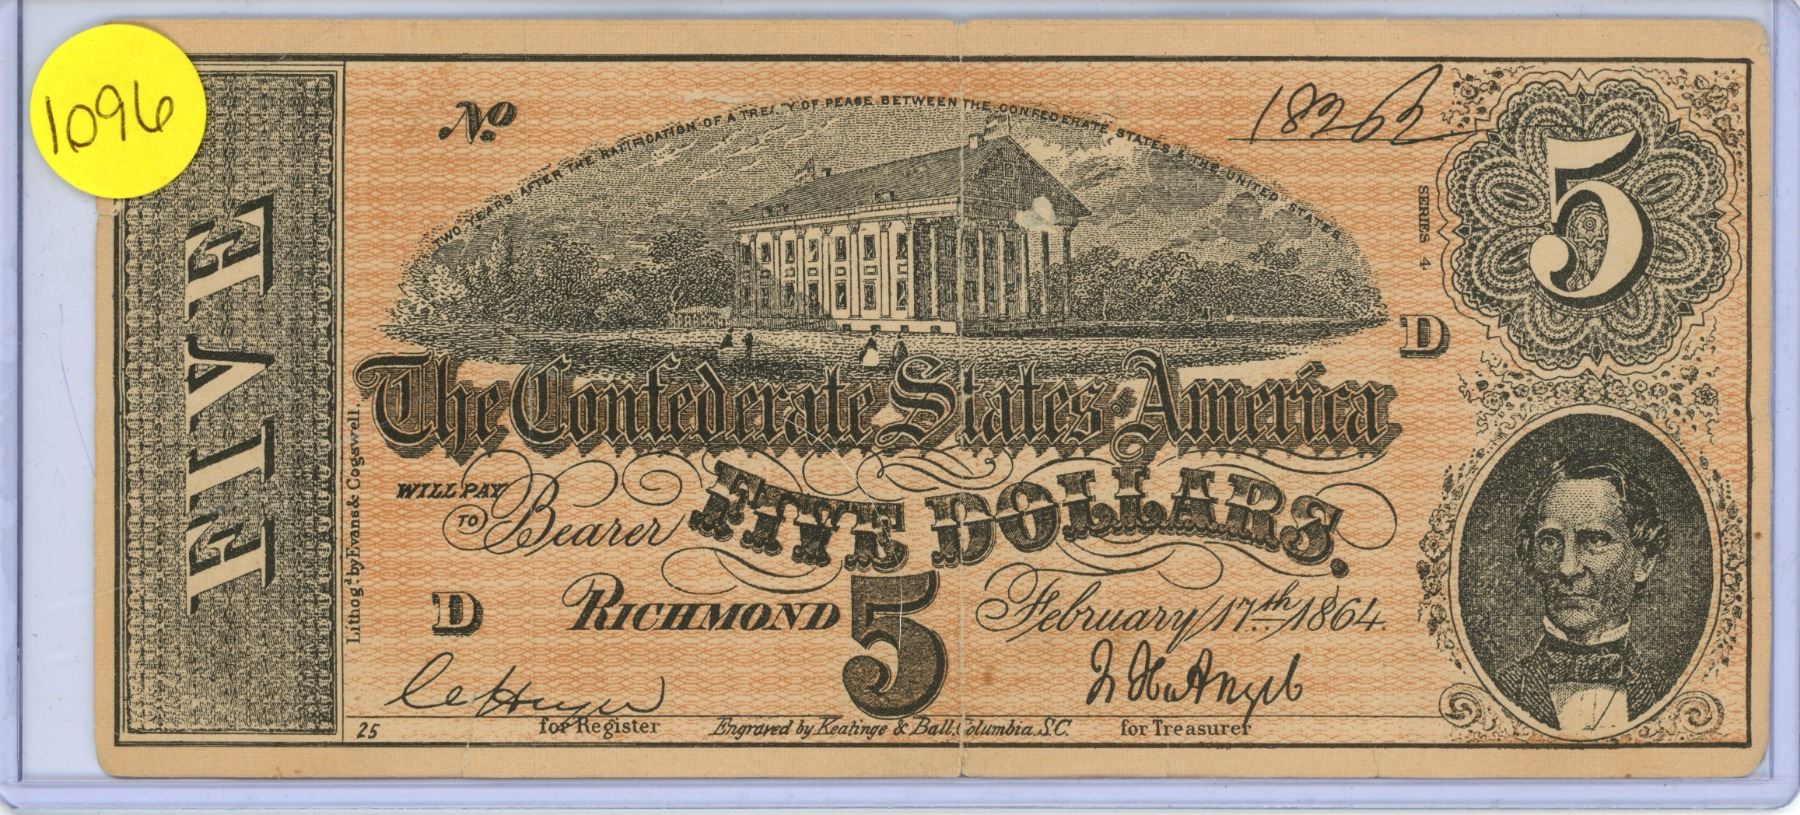 1096
No
18262
TWO YEARS AFTER THE RATIFICATION OF A TREATY OF PEACE BETWEEN THE CONFEDERATE STATES & THE UNITED STATES
FIVE
5
SERIES 4
D
The Confederate States of America
WILL PAY TO Bearer FIVE DOLLARS.
Lithog'd by Evans & Cogswell.
D
RICHMOND 5 February 17th 1864.
for Register
for Treasurer
25
Engraved by Keatinge & Ball, Columbia, S.C.